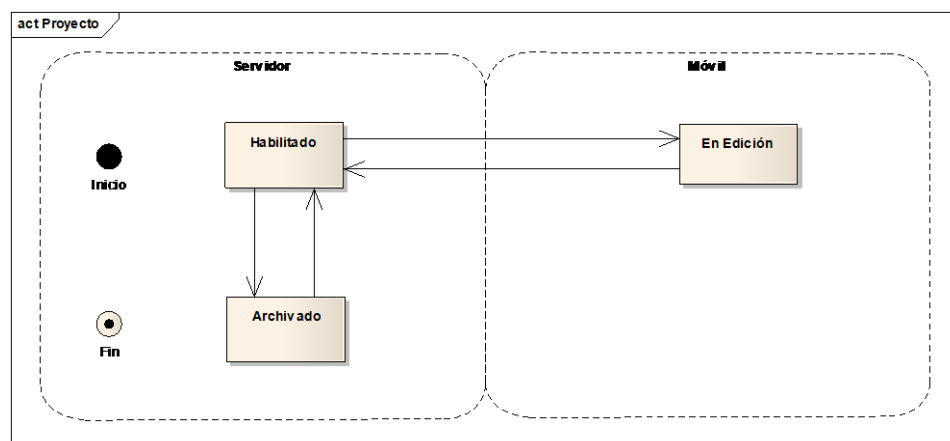 act Proyecto
Servidor
Móvil
Habilitado
En Edición
Inicio
Archivado
Fin